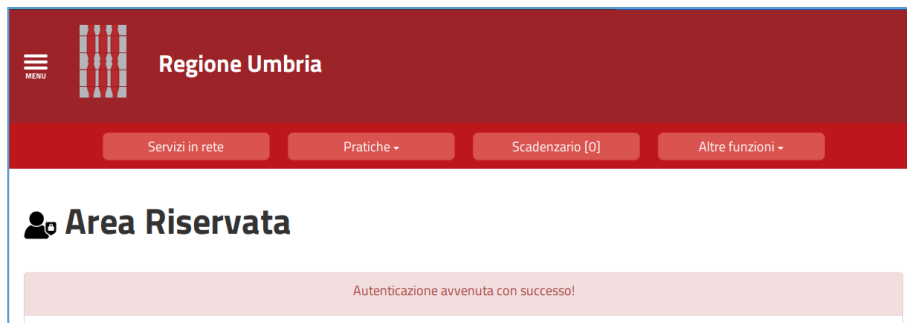 MENU
Regione Umbria
Servizi in rete
Pratiche
Scadenzario [0]
Altre funzioni
Area Riservata
Autenticazione avvenuta con successo!